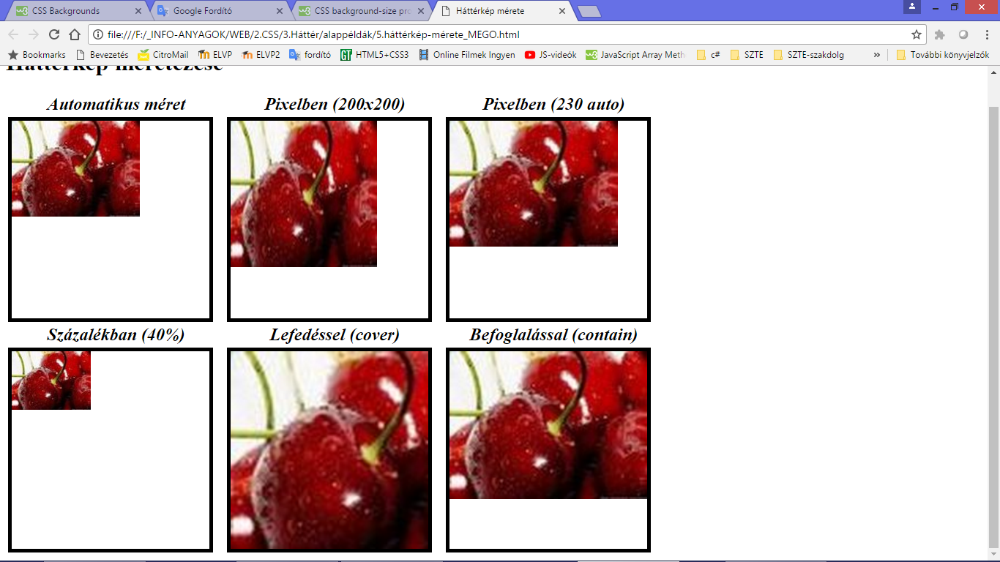 CSS Backgrounds
Google Fordító
CSS background-size pro
Háttérkép mérete
file:///F:/_INFO-ANYAGOK/WEB/2.CSS/3.Háttér/alappéldák/5.háttérkép-mérete_MEGO.html
Bookmarks
Bevezetés
CitroMail
ELVP
ELVP2
fordító
HTML5+CSS3
Online Filmek Ingyen
JS-videók
JavaScript Array Meth
c#
SZTE
SZTE-szakdolg
»
További könyvjelzők
Háttérkép méretezése
Automatikus méret
Pixelben (200x200)
Pixelben (230 auto)
Százalékban (40%)
Lefedéssel (cover)
Befoglalással (contain)